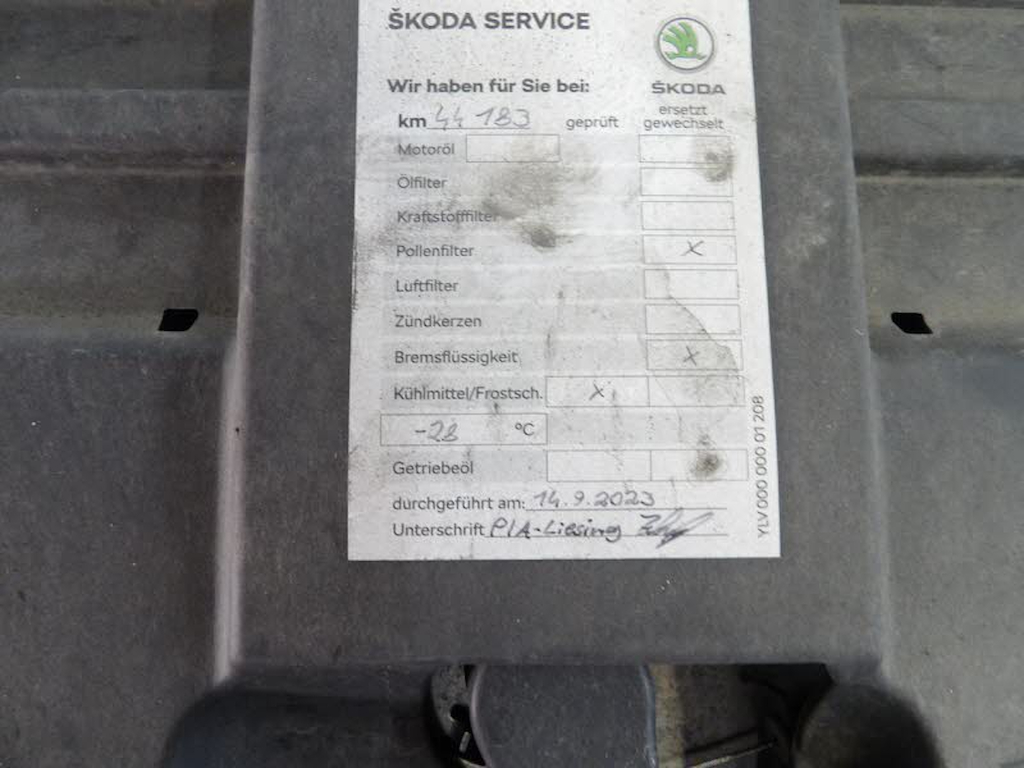 ŠKODA SERVICE
Wir haben für Sie bei:
ŠKODA
km 44 183 geprüft ersetzt gewechselt
Motoröl
Ölfilter
Kraftstofffilter
Pollenfilter X
Luftfilter
Zündkerzen
Bremsflüssigkeit X
Kühlmittel/Frostsch. X
-28 °C
Getriebeöl
durchgeführt am: 14.9.2023
Unterschrift PIA-Liesing
YLV 000 000 01 208